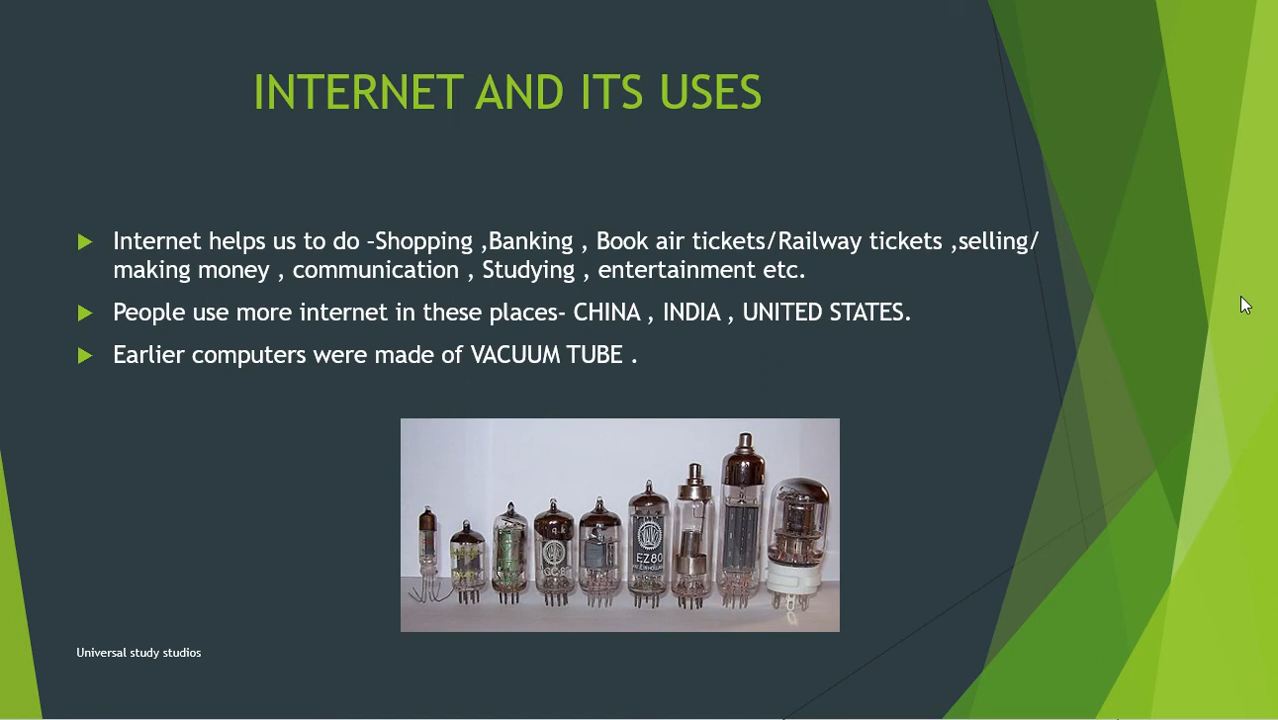 INTERNET AND ITS USES
Internet helps us to do –Shopping ,Banking , Book air tickets/Railway tickets ,selling/
making money , communication , Studying , entertainment etc.
People use more internet in these places- CHINA , INDIA , UNITED STATES.
Earlier computers were made of VACUUM TUBE .
EZ80
Universal study studios